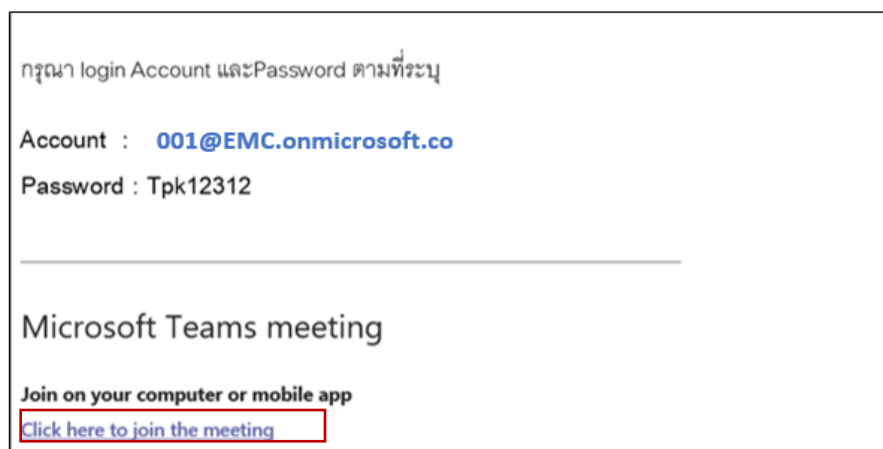 กรุณา login Account และPassword ตามที่ระบุ
Account : 001@EMC.onmicrosoft.co
Password : Tpk12312
Microsoft Teams meeting
Join on your computer or mobile app
Click here to join the meeting